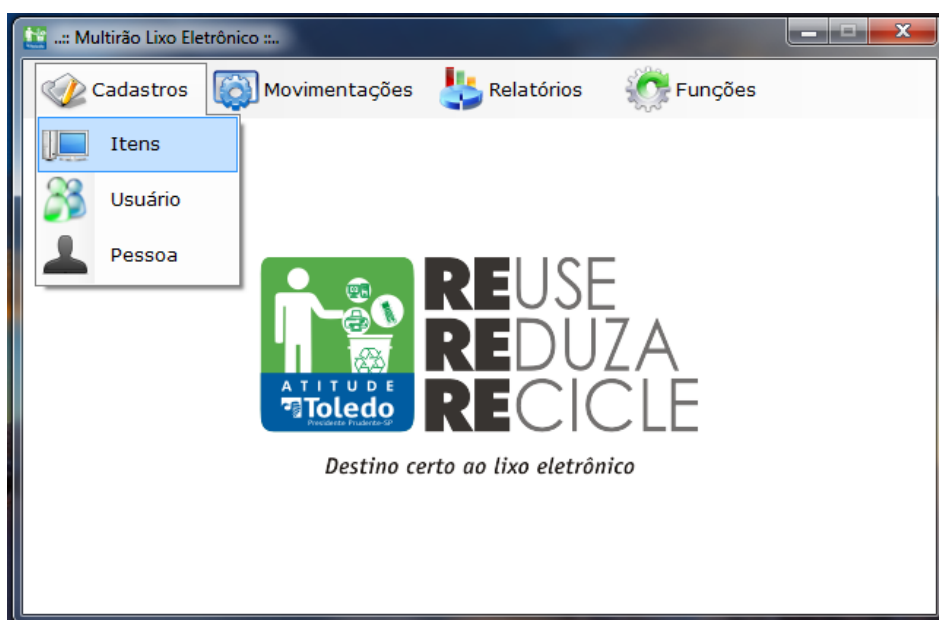 ..:: Multirão Lixo Eletrônico ::..
Cadastros Movimentações Relatórios Funções
Itens
Usuário
Pessoa
REUSE
REDUZA
RECICLE
ATITUDE
Toledo
Presidente Prudente-SP
Destino certo ao lixo eletrônico